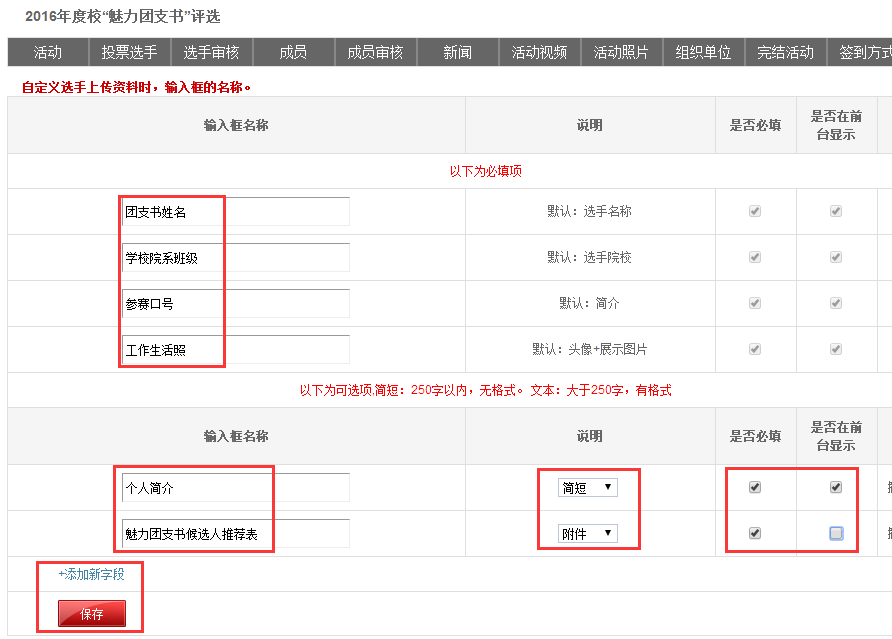 2016年度校“魅力团支书”评选
活动 投票选手 选手审核 成员 成员审核 新闻 活动视频 活动照片 组织单位 完结活动 签到方式
自定义选手上传资料时，输入框的名称。
输入框名称 说明 是否必填 是否在前台显示
以下为必填项
团支书姓名 默认：选手名称
学校院系班级 默认：选手院校
参赛口号 默认：简介
工作生活照 默认：头像+展示图片
以下为可选项,简短：250字以内，无格式。 文本：大于250字，有格式
输入框名称 说明 是否必填 是否在前台显示
个人简介 简短
魅力团支书候选人推荐表 附件
+添加新字段
保存